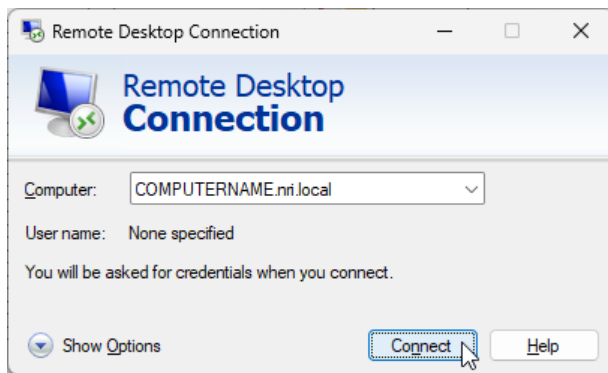 Remote Desktop Connection
Remote Desktop
Connection
Computer: COMPUTERNAME.nri.local
User name: None specified
You will be asked for credentials when you connect.
Show Options Connect Help